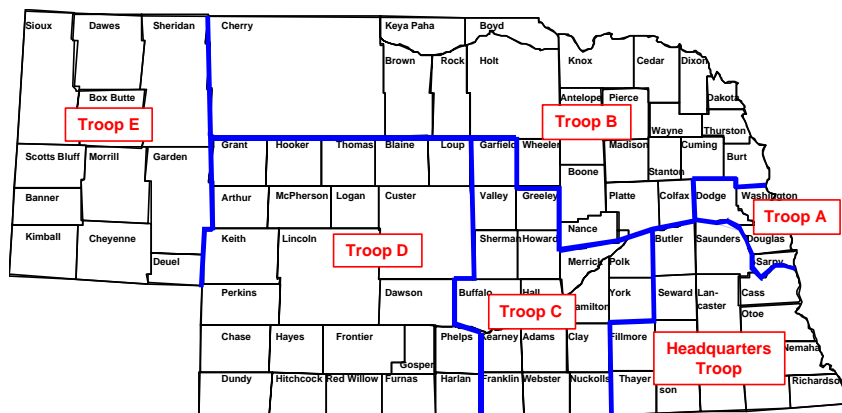 Sioux Dawes Sheridan Cherry Keya Paha Boyd
Brown Rock Holt Knox Cedar Dixon
Box Butte Antelope Pierce Dakota
Troop E Troop B
Wayne Thurston
Scotts Bluff Morrill Garden Grant Hooker Thomas Blaine Loup Garfield Wheeler Madison Cuming Burt
Boone Stanton
Banner Arthur McPherson Logan Custer Valley Greeley Platte Colfax Dodge Washington
Troop A
Nance
Kimball Cheyenne Keith Lincoln Sherman Howard Butler Saunders Douglas
Troop D
Deuel Merrick Polk Sarpy
Perkins Dawson Buffalo Hall York Seward Lan-
caster Cass
amilton
Troop C Otoe
Chase Hayes Frontier Phelps Kearney Adams Clay Fillmore
Headquarters
Troop
Nemaha
Gosper
Dundy Hitchcock Red Willow Furnas Harlan Franklin Webster Nuckolls Thayer Richardson
son